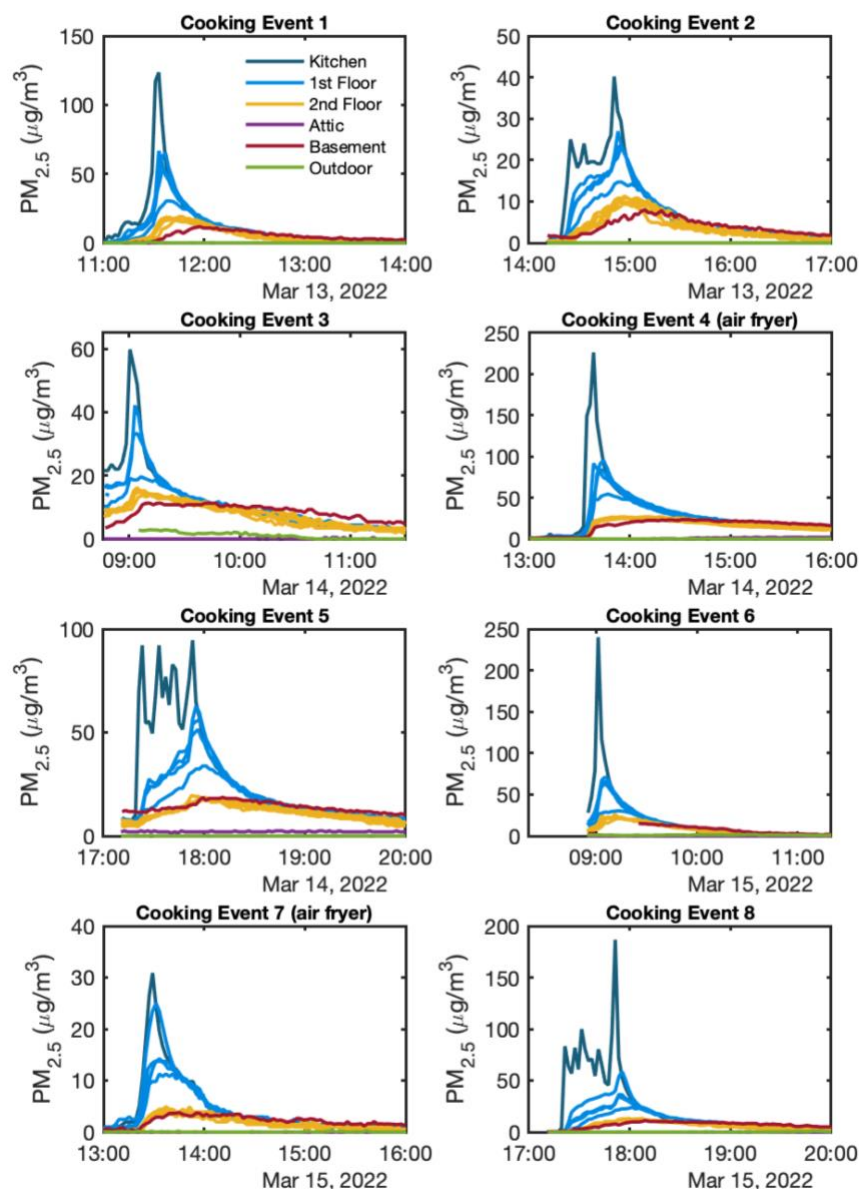 Cooking Event 1
PM2.5 (μg/m3)
150
100
50
0
Kitchen
1st Floor
2nd Floor
Attic
Basement
Outdoor
11:00 12:00 13:00 14:00
Mar 13, 2022
Cooking Event 2
PM2.5 (μg/m3)
50
40
30
20
10
0
14:00 15:00 16:00 17:00
Mar 13, 2022
Cooking Event 3
PM2.5 (μg/m3)
60
40
20
0
09:00 10:00 11:00
Mar 14, 2022
Cooking Event 4 (air fryer)
PM2.5 (μg/m3)
250
200
150
100
50
0
13:00 14:00 15:00 16:00
Mar 14, 2022
Cooking Event 5
PM2.5 (μg/m3)
100
50
0
17:00 18:00 19:00 20:00
Mar 14, 2022
Cooking Event 6
PM2.5 (μg/m3)
250
200
150
100
50
0
09:00 10:00 11:00
Mar 15, 2022
Cooking Event 7 (air fryer)
PM2.5 (μg/m3)
40
30
20
10
0
13:00 14:00 15:00 16:00
Mar 15, 2022
Cooking Event 8
PM2.5 (μg/m3)
200
150
100
50
0
17:00 18:00 19:00 20:00
Mar 15, 2022